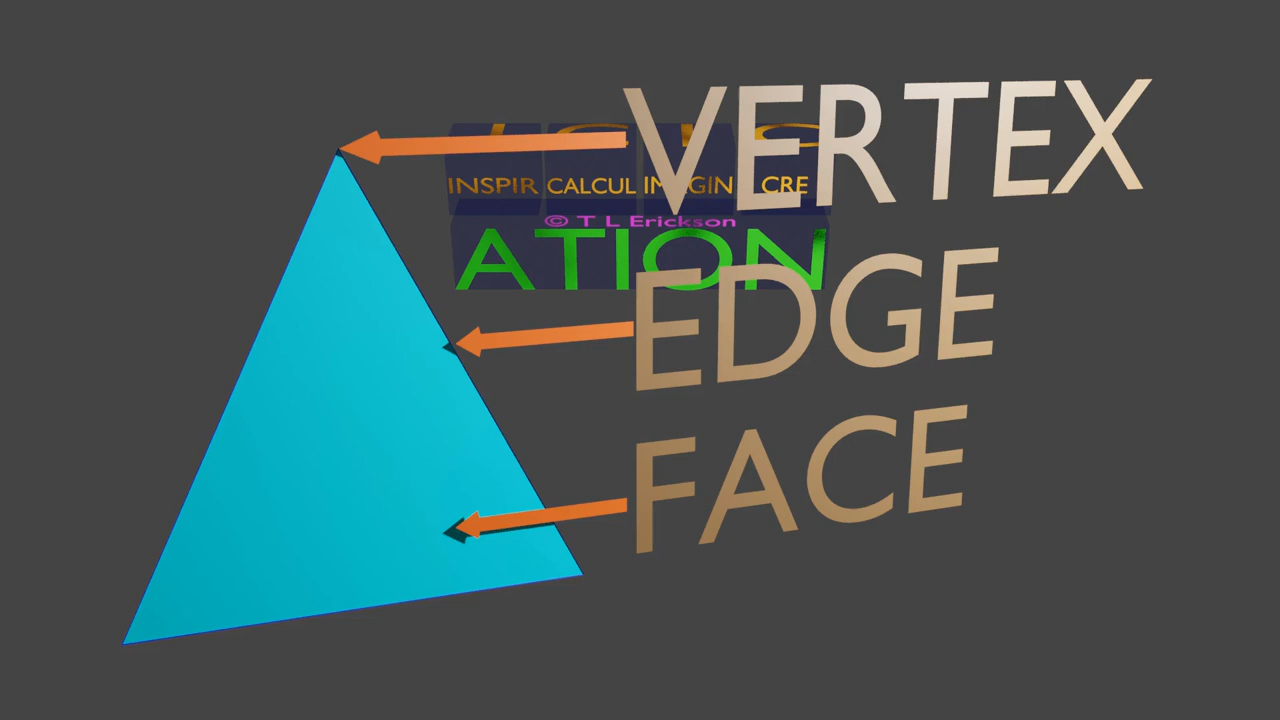 VERTEX
INSPIR CALCUL IMAGIN CRE
© T L Erickson
ATION
EDGE
FACE